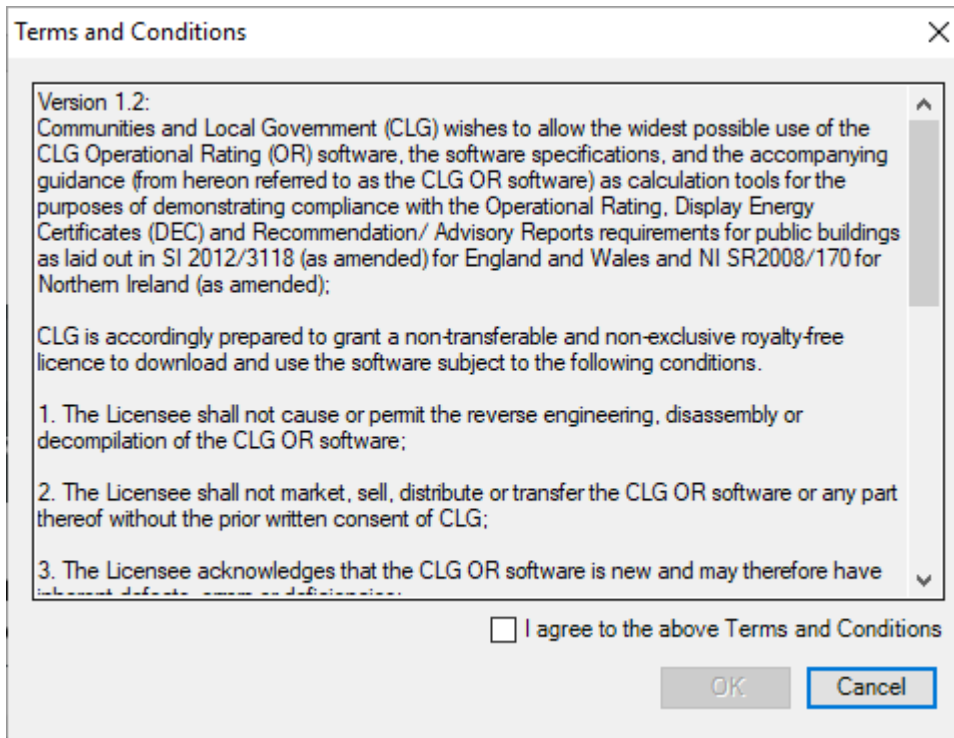 Terms and Conditions
Version 1.2:
Communities and Local Government (CLG) wishes to allow the widest possible use of the
CLG Operational Rating (OR) software, the software specifications, and the accompanying
guidance (from hereon referred to as the CLG OR software) as calculation tools for the
purposes of demonstrating compliance with the Operational Rating, Display Energy
Certificates (DEC) and Recommendation/ Advisory Reports requirements for public buildings
as laid out in SI 2012/3118 (as amended) for England and Wales and NI SR2008/170 for
Northern Ireland (as amended);
CLG is accordingly prepared to grant a non-transferable and non-exclusive royalty-free
licence to download and use the software subject to the following conditions.
1. The Licensee shall not cause or permit the reverse engineering, disassembly or
decompilation of the CLG OR software;
2. The Licensee shall not market, sell, distribute or transfer the CLG OR software or any part
thereof without the prior written consent of CLG;
3. The Licensee acknowledges that the CLG OR software is new and may therefore have
inherent defects, errors or deficiencies;
I agree to the above Terms and Conditions
OK
Cancel